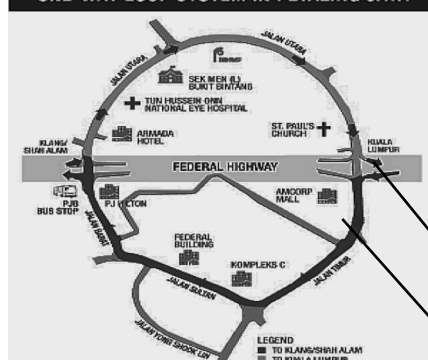 ONE-WAY LOOP SYSTEM IN PETALING JAYA
JALAN UTARA
JALAN UTARA
SEK MEN (L)
BUKIT BINTANG
TUN HUSSEIN ONN
NATIONAL EYE HOSPITAL
ARMADA
HOTEL
ST. PAUL'S
CHURCH
KLANG/
SHAH ALAM
KUALA
LUMPUR
FEDERAL HIGHWAY
PJB
BUS STOP
PJ HILTON
AMCORP
MALL
JALAN BARAT
FEDERAL
BUILDING
KOMPLEKS C
JALAN TIMUR
JALAN SULTAN
JALAN YONG SHOOK LIN
LEGEND
TO KLANG/SHAH ALAM
TO KUALA LUMPUR